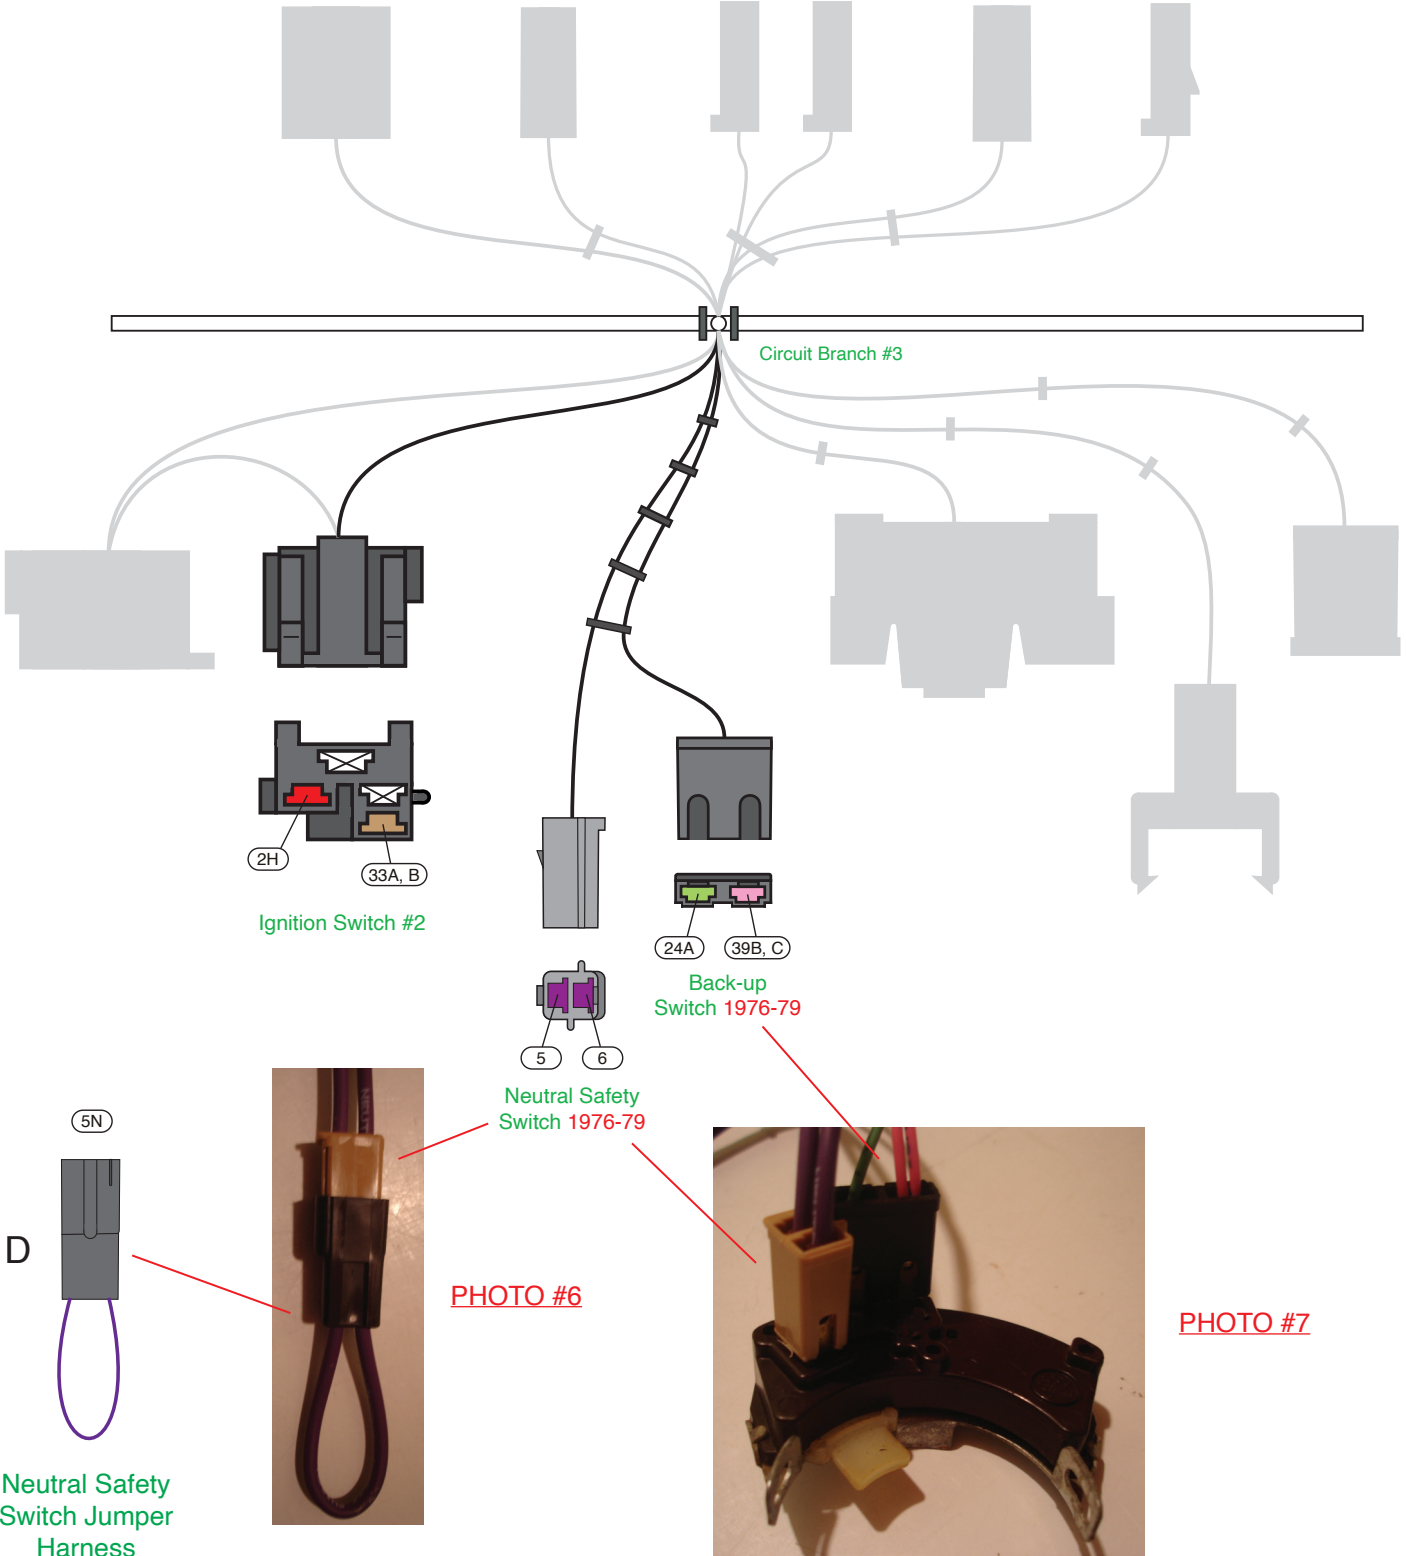 Circuit Branch #3
2H
33A, B
Ignition Switch #2
24A
39B, C
Back-up
Switch 1976-79
5
6
Neutral Safety
Switch 1976-79
5N
D
PHOTO #6
PHOTO #7
Neutral Safety
Switch Jumper
Harness